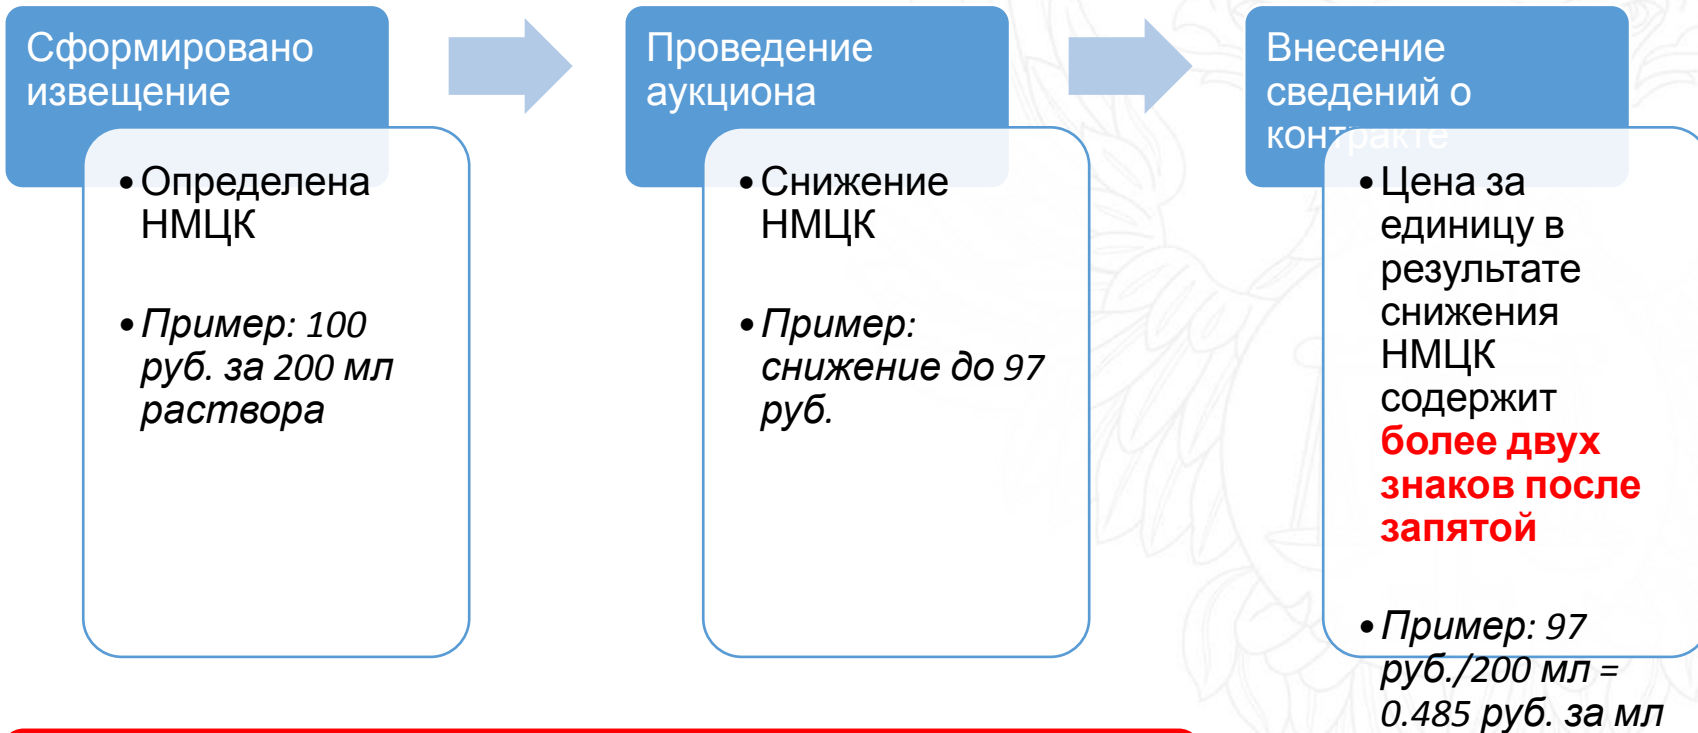 Сформировано
извещение
• Определена
НМЦК
• Пример: 100
руб. за 200 мл
раствора
Проведение
аукциона
• Снижение
НМЦК
• Пример:
снижение до 97
руб.
Внесение
сведений о
контракте
• Цена за
единицу в
результате
снижения
НМЦК
содержит
более двух
знаков после
запятой
• Пример: 97
руб./200 мл =
0.485 руб. за мл